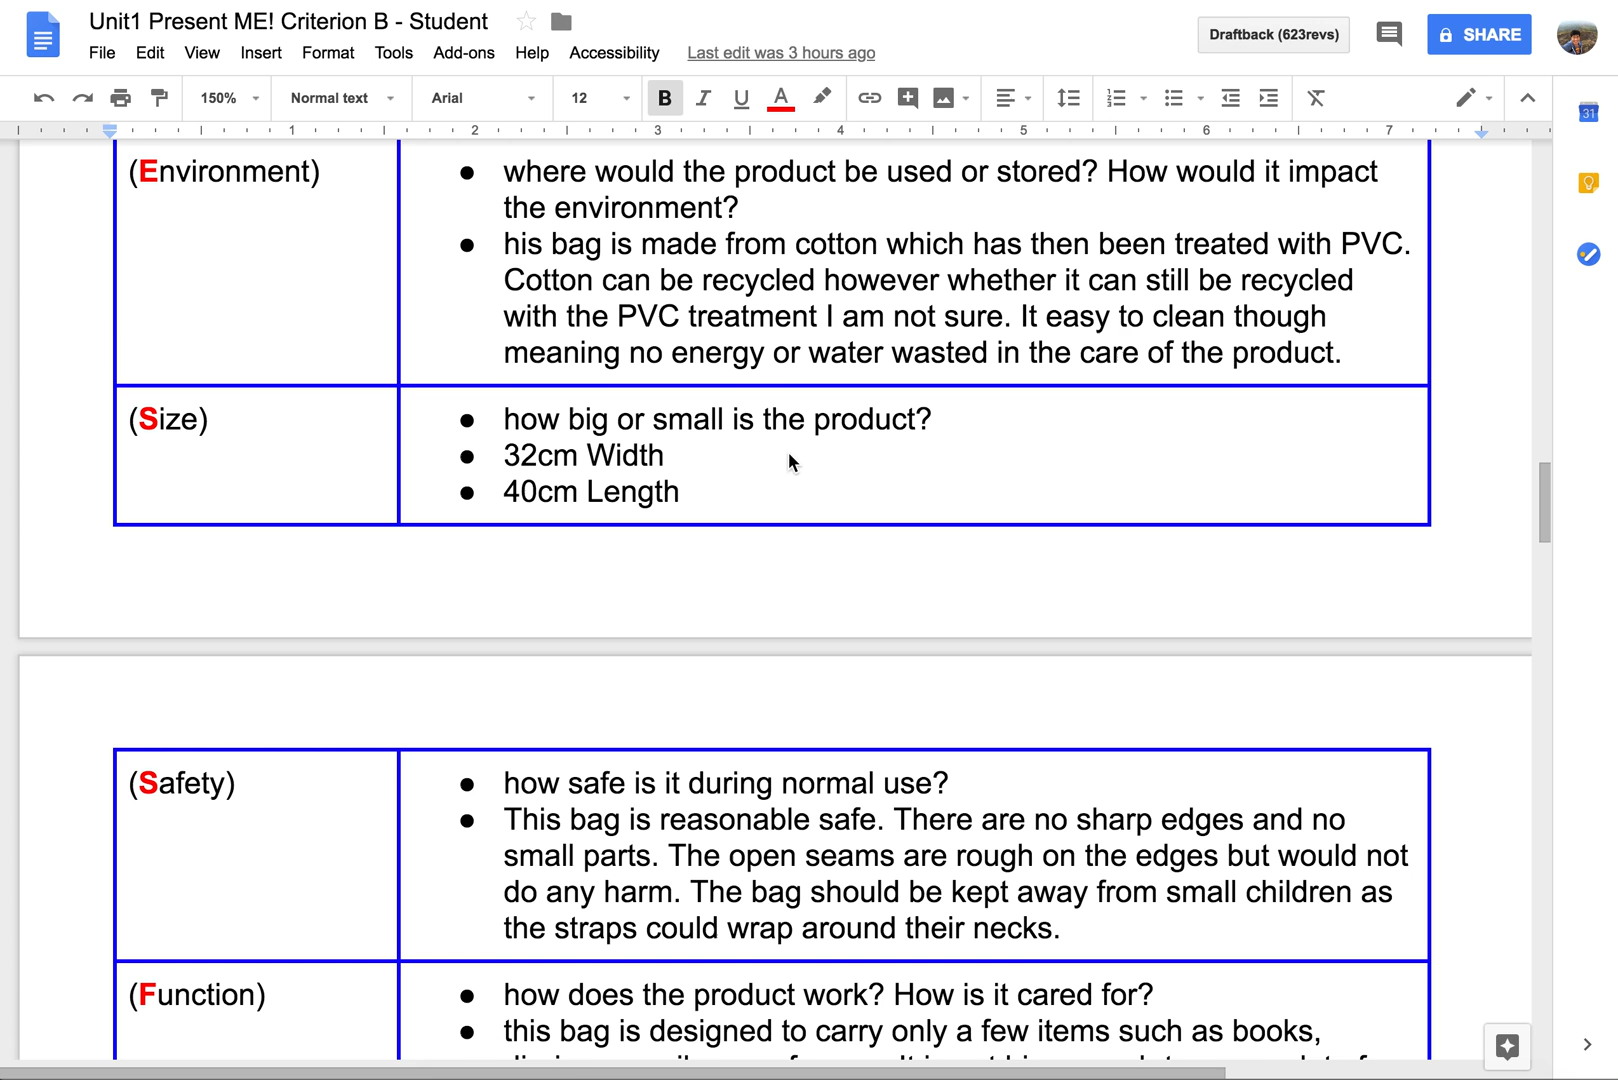 Unit1 Present ME! Criterion B - Student
File Edit View Insert Format Tools Add-ons Help Accessibility Last edit was 3 hours ago
Draftback (623revs)
SHARE
150% Normal text Arial 12 B I U A
31
1 2 3 4 5 6 7
(Environment)
● where would the product be used or stored? How would it impact
the environment?
● his bag is made from cotton which has then been treated with PVC.
Cotton can be recycled however whether it can still be recycled
with the PVC treatment I am not sure. It easy to clean though
meaning no energy or water wasted in the care of the product.
(Size)
● how big or small is the product?
● 32cm Width
● 40cm Length
(Safety)
● how safe is it during normal use?
● This bag is reasonable safe. There are no sharp edges and no
small parts. The open seams are rough on the edges but would not
do any harm. The bag should be kept away from small children as
the straps could wrap around their necks.
(Function)
● how does the product work? How is it cared for?
● this bag is designed to carry only a few items such as books,